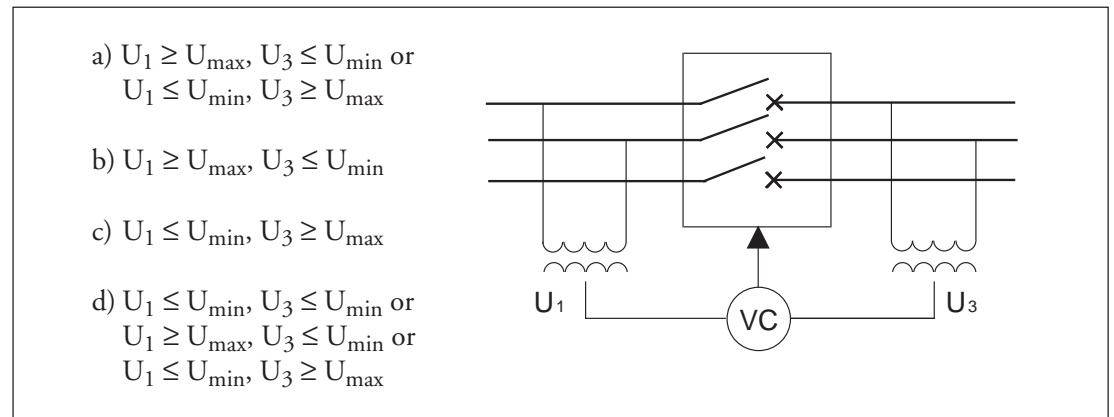 a) U₁ ≥ Umax, U₃ ≤ Umin or
U₁ ≤ Umin, U₃ ≥ Umax
b) U₁ ≥ Umax, U₃ ≤ Umin
c) U₁ ≤ Umin, U₃ ≥ Umax
d) U₁ ≤ Umin, U₃ ≤ Umin or
U₁ ≥ Umax, U₃ ≤ Umin or
U₁ ≤ Umin, U₃ ≥ Umax
U₁
VC
U₃